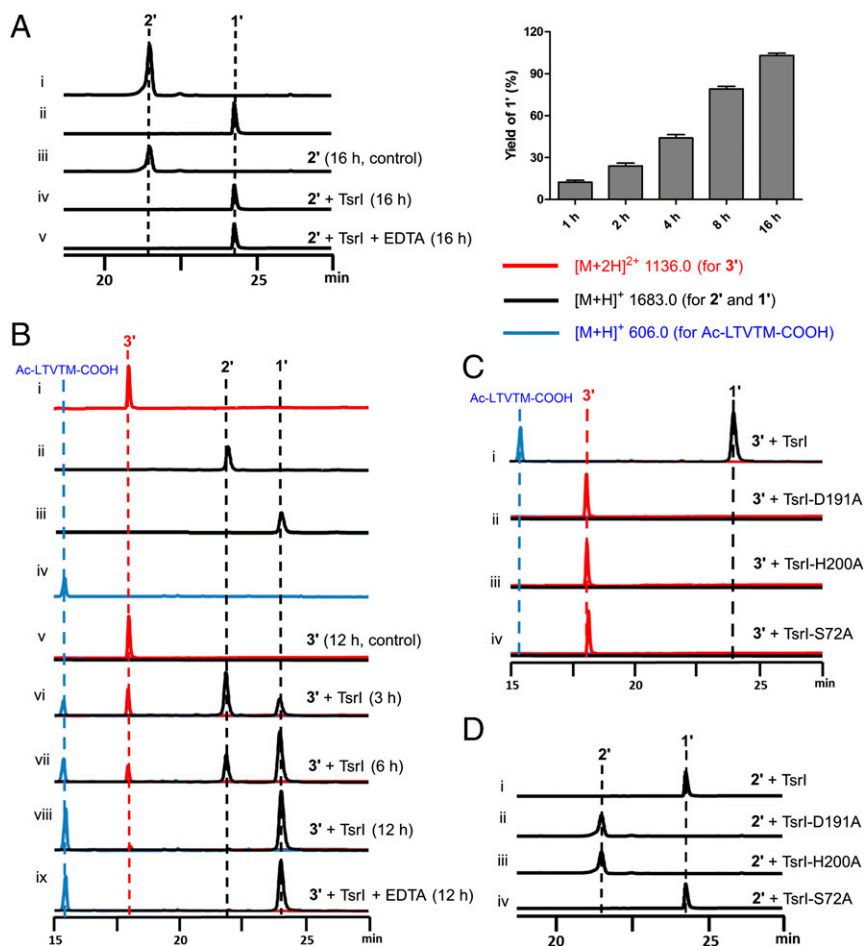 A
2'
1'
i
ii
iii
2' (16 h, control)
iv
2' + TsrI (16 h)
v
2' + TsrI + EDTA (16 h)
20
25
min
Yield of 1' (%)
120
90
60
30
0
1 h
2 h
4 h
8 h
16 h
[M+2H]2+ 1136.0 (for 3')
[M+H]+ 1683.0 (for 2' and 1')
[M+H]+ 606.0 (for Ac-LTVTM-COOH)
B
3'
2'
1'
Ac-LTVTM-COOH
i
ii
iii
iv
v
3' (12 h, control)
vi
3' + TsrI (3 h)
vii
3' + TsrI (6 h)
viii
3' + TsrI (12 h)
ix
3' + TsrI + EDTA (12 h)
15
20
25
min
C
Ac-LTVTM-COOH
3'
1'
i
3' + TsrI
ii
3' + TsrI-D191A
iii
3' + TsrI-H200A
iv
3' + TsrI-S72A
15
20
25
min
D
2'
1'
i
2' + TsrI
ii
2' + TsrI-D191A
iii
2' + TsrI-H200A
iv
2' + TsrI-S72A
20
25
min